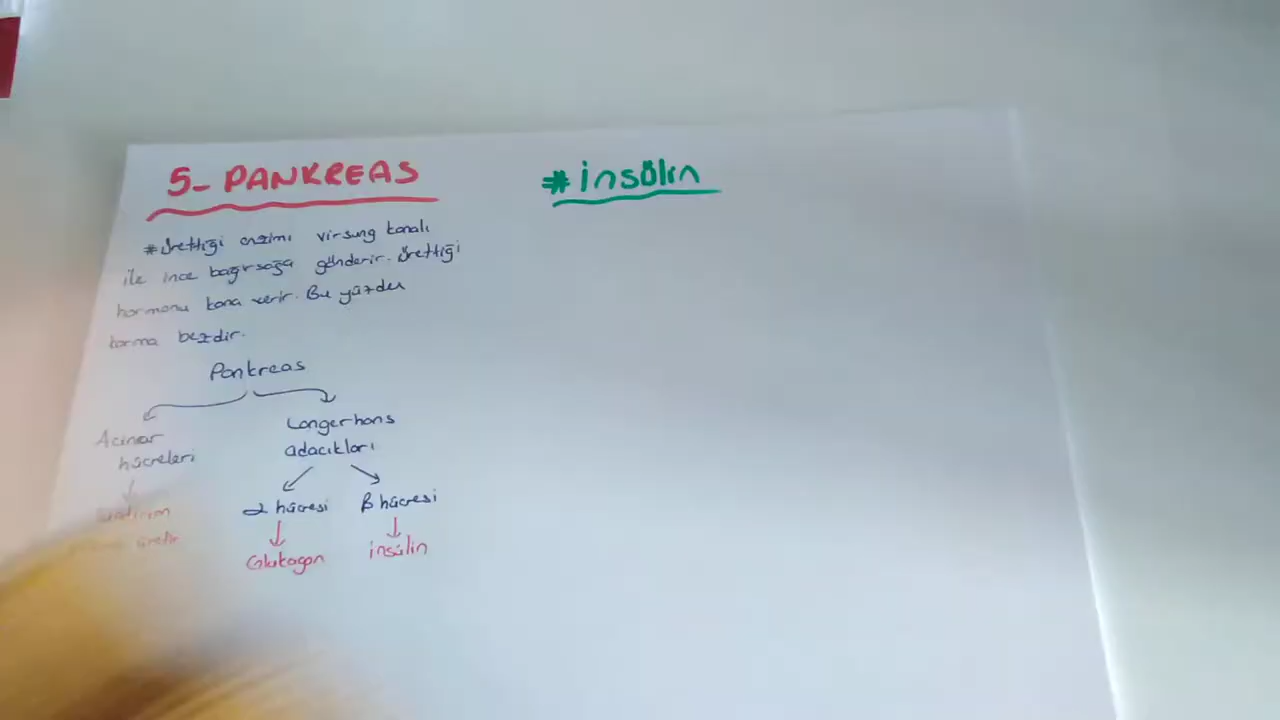 5- PANKREAS
#Ürettiği enzimi virsung kanalı
ile ince bağırsağa gönderir. Ürettiği
hormonu kana verir. Bu yüzden
karma bezdir.
Pankreas
Acinar
hücreleri
Langerhans
adacıkları
α hücresi
β hücresi
Glukagon
insülin
üretir
#insülin